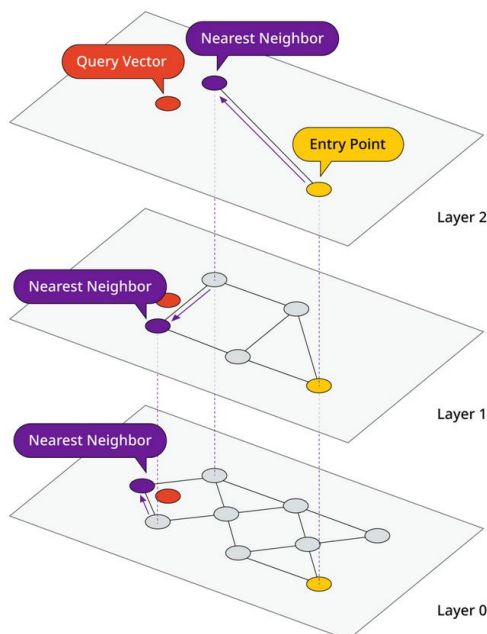 Nearest Neighbor
Query Vector
Entry Point
Layer 2
Nearest Neighbor
Layer 1
Nearest Neighbor
Layer 0